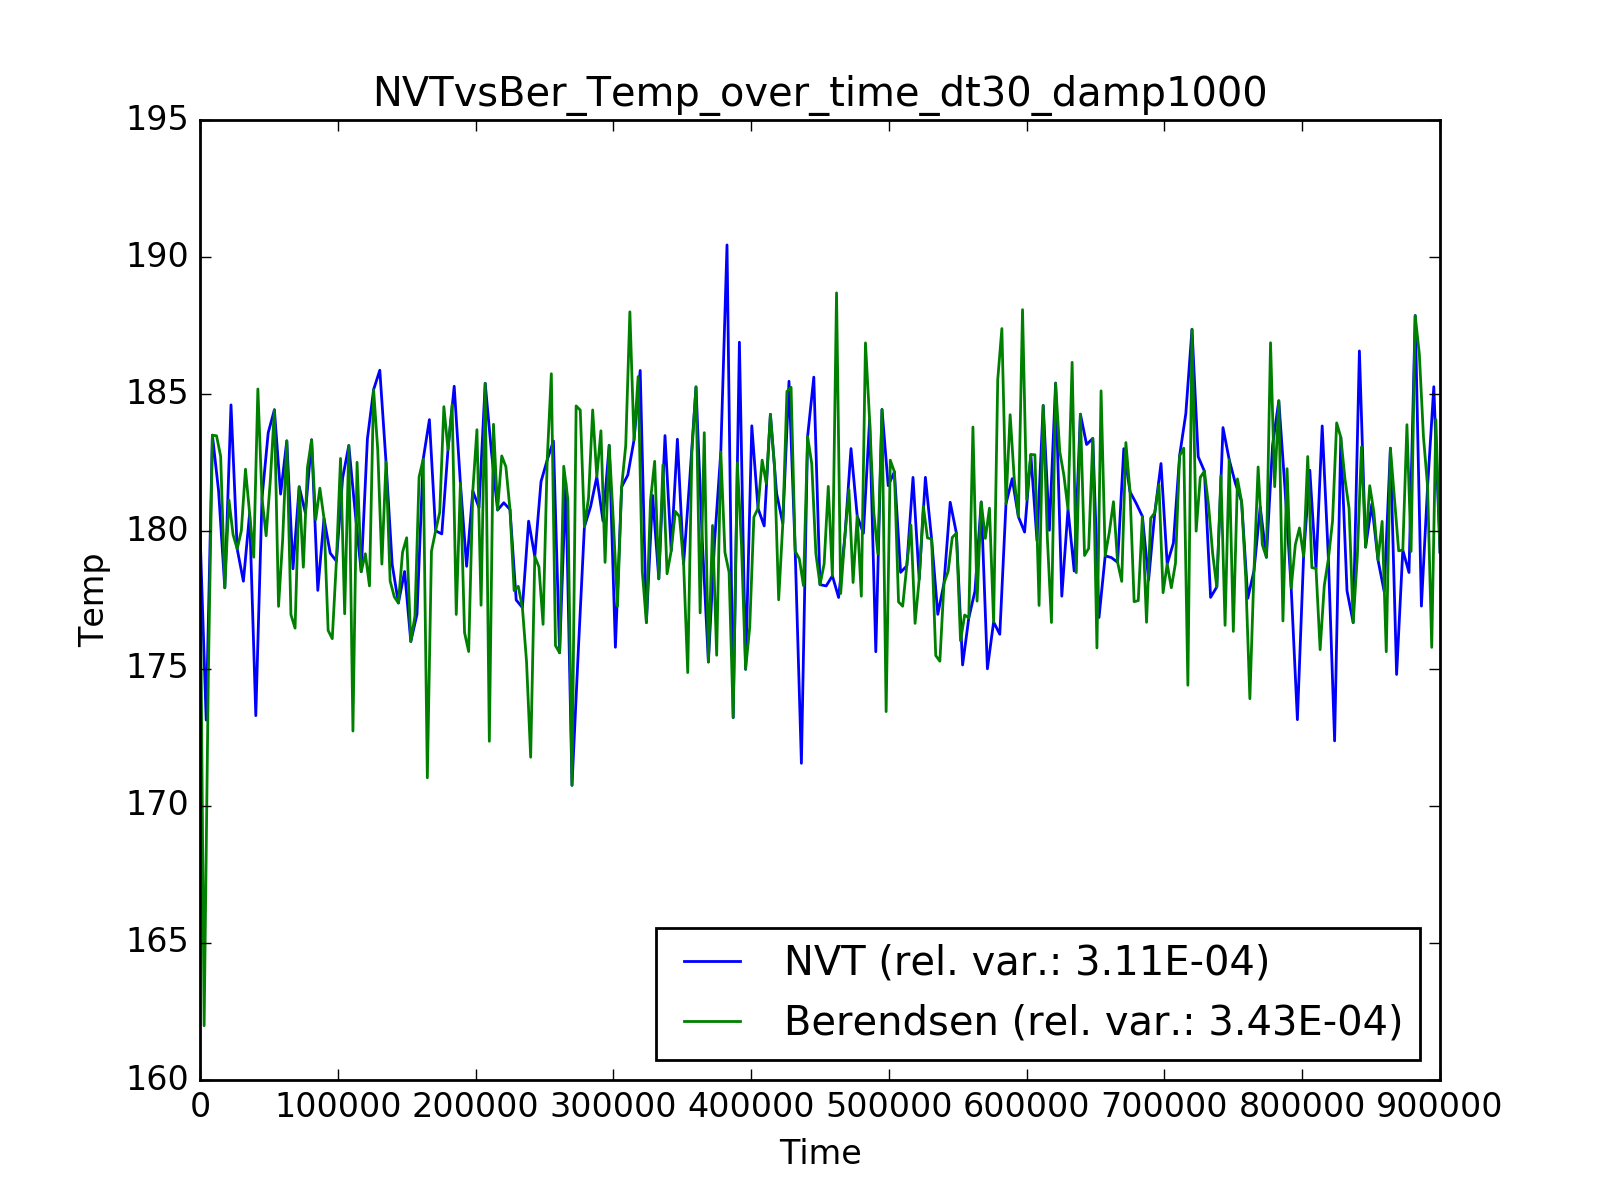 NVTvsBer_Temp_over_time_dt30_damp1000
195
190
185
180
175
170
165
160
Temp
NVT (rel. var.: 3.11E-04)
Berendsen (rel. var.: 3.43E-04)
0 100000 200000 300000 400000 500000 600000 700000 800000 900000
Time